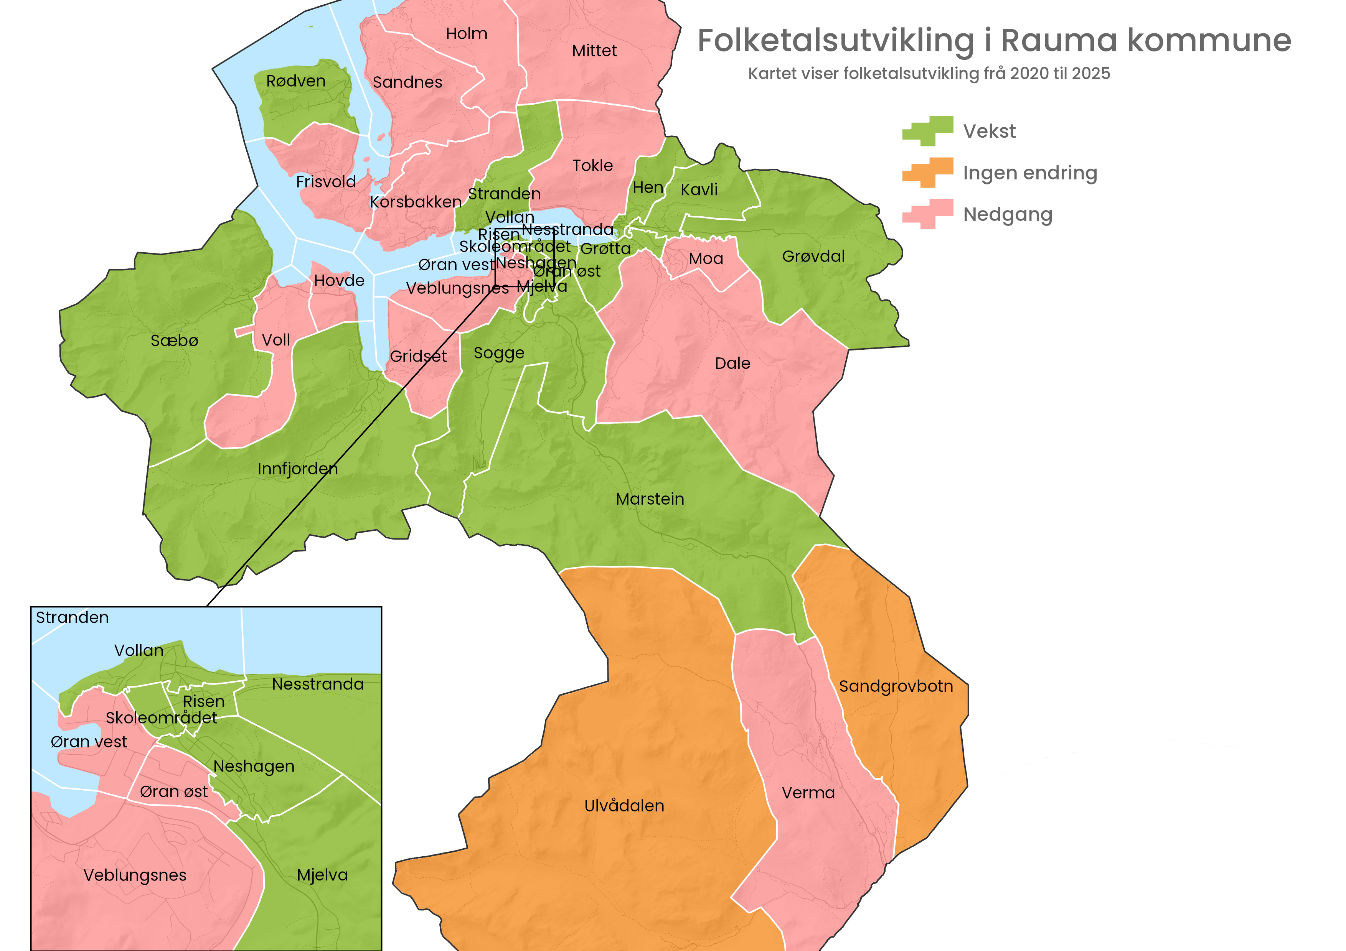 Folketalsutvikling i Rauma kommune
Kartet viser folketalsutvikling frå 2020 til 2025
Vekst
Ingen endring
Nedgang
Holm
Mittet
Rødven
Sandnes
Tokle
Frisvold
Hen
Kavli
Stranden
Korsbakken
Vollan
Nesstranda
Risen
Skoleområdet
Grøtta
Grøvdal
Moa
Øran vest
Neshagen
Øran øst
Hovde
Veblungsnes
Mjelva
Sæbø
Voll
Gridset
Sogge
Dale
Innfjorden
Marstein
Sandgrovbotn
Verma
Ulvådalen
Stranden
Vollan
Nesstranda
Risen
Skoleområdet
Øran vest
Neshagen
Øran øst
Veblungsnes
Mjelva